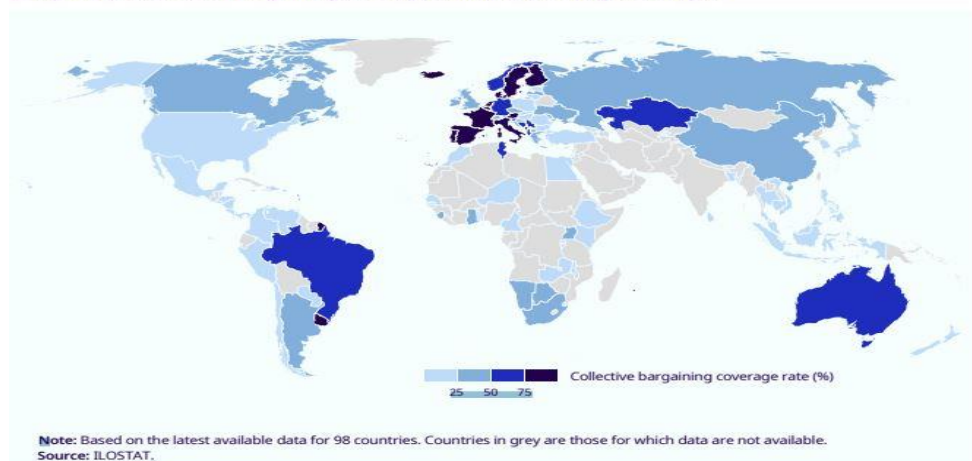 25 50 75 Collective bargaining coverage rate (%)
Note: Based on the latest available data for 98 countries. Countries in grey are those for which data are not available.
Source: ILOSTAT.